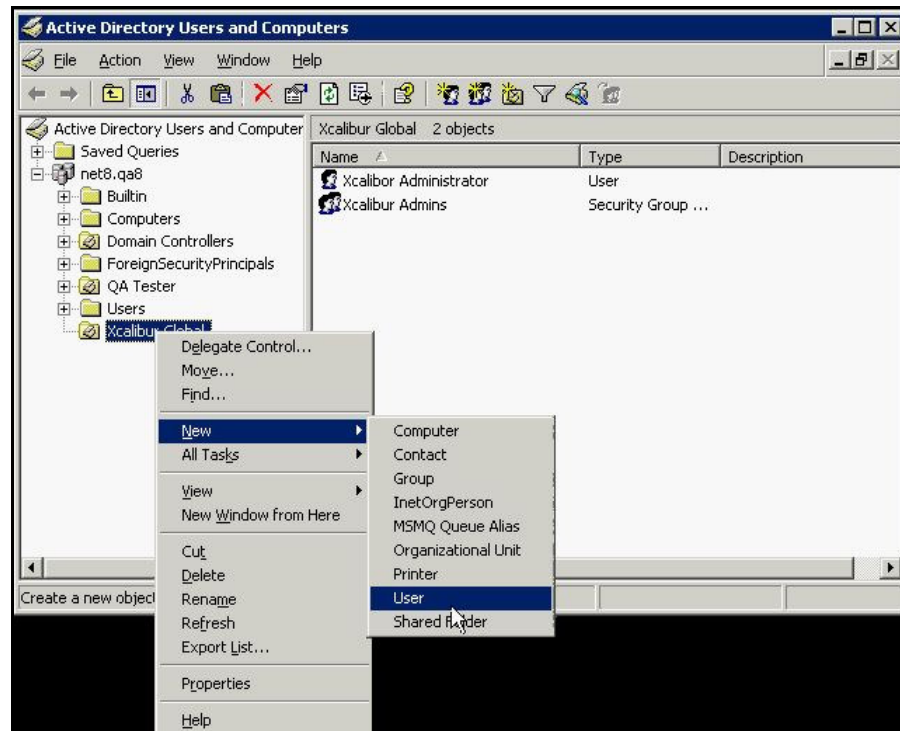 Active Directory Users and Computers
File Action View Window Help
Active Directory Users and Computer
Xcalibur Global 2 objects
Saved Queries
net8.qa8
Builtin
Computers
Domain Controllers
ForeignSecurityPrincipals
QA Tester
Users
Xcalibur Global
Name Type Description
Xcalibor Administrator User
Xcalibur Admins Security Group ...
Delegate Control...
Move...
Find...
New
All Tasks
View
New Window from Here
Cut
Delete
Rename
Refresh
Export List...
Properties
Help
Computer
Contact
Group
InetOrgPerson
MSMQ Queue Alias
Organizational Unit
Printer
User
Shared Folder
Create a new object